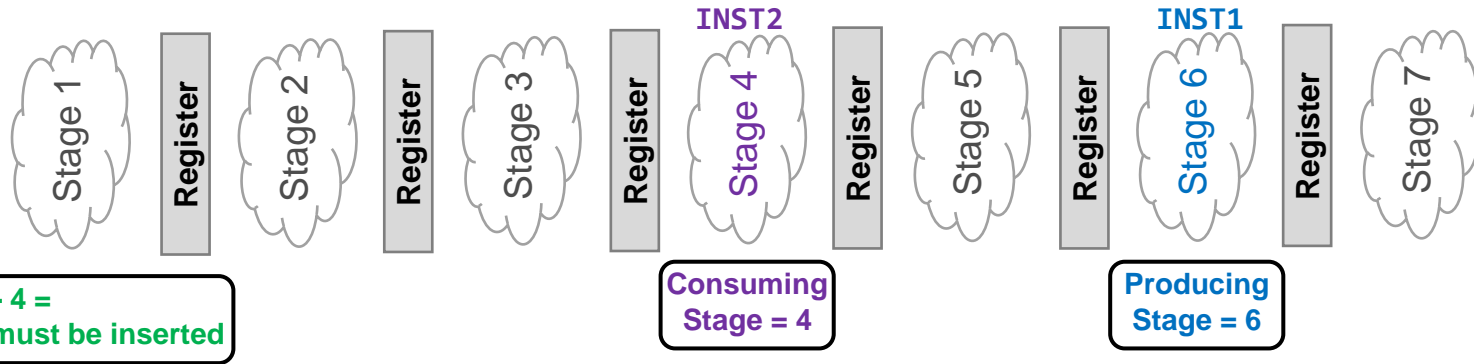 INST2
INST1
Stage 1
Register
Stage 2
Register
Stage 3
Register
Stage 4
Register
Stage 5
Register
Stage 6
Register
Stage 7
Consuming
Stage = 4
Producing
Stage = 6
- 4 =
must be inserted